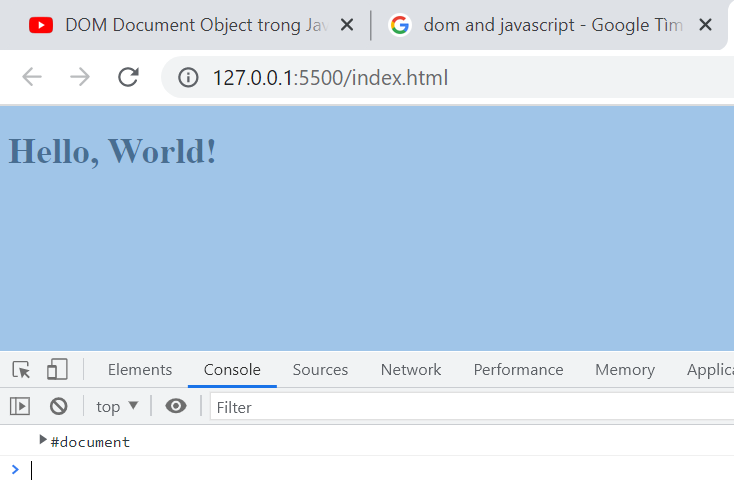 DOM Document Object trong Jav
dom and javascript - Google Tìm
127.0.0.1:5500/index.html
Hello, World!
Elements Console Sources Network Performance Memory Applica
top Filter
#document